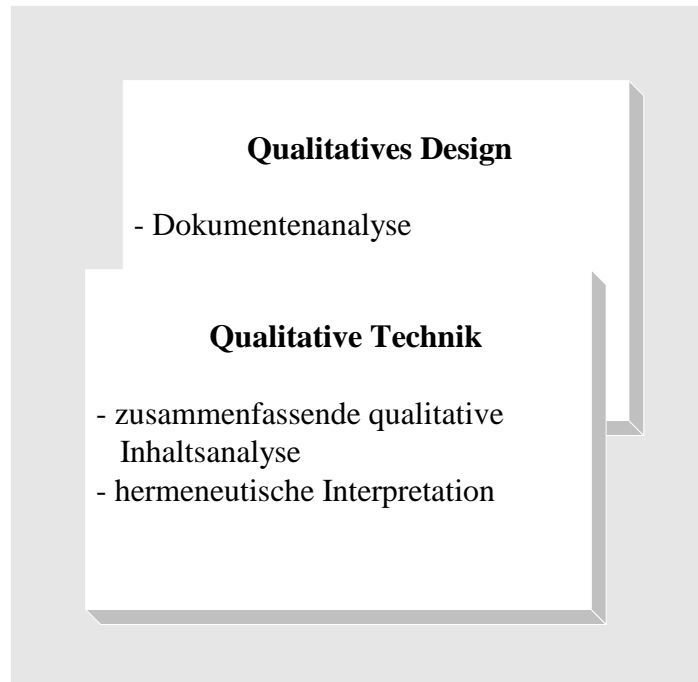 Qualitatives Design
- Dokumentenanalyse
Qualitative Technik
- zusammenfassende qualitative
Inhaltsanalyse
- hermeneutische Interpretation